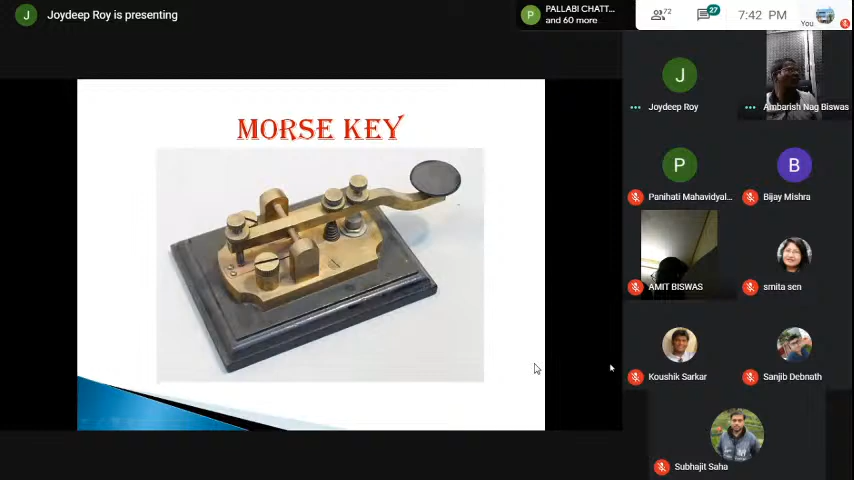 J
Joydeep Roy is presenting
P
PALLABI CHATT...
and 60 more
72
27
7:42 PM
You
MORSE KEY
J
Joydeep Roy
Ambarish Nag Biswas
P
Panihati Mahavidyal...
B
Bijay Mishra
AMIT BISWAS
smita sen
Koushik Sarkar
Sanjib Debnath
Subhajit Saha